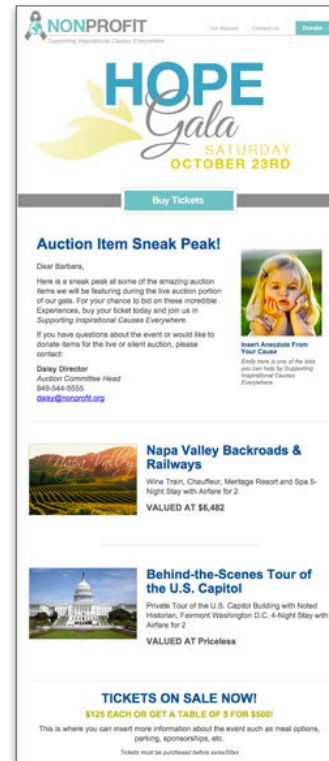 NONPROFIT
Supporting Inspirational Causes Everywhere
Our Mission Contact Us Donate
HOPE
Gala
SATURDAY
OCTOBER 23RD
Buy Tickets
Auction Item Sneak Peak!
Dear Barbara,
Here is a sneak peak at some of the amazing auction
items we will be featuring during the live auction portion
of our gala. For your chance to bid on these incredible
Experiences, buy your ticket today and join us in
Supporting Inspirational Causes Everywhere.
If you have questions about the event or would like to
donate items for the live or silent auction, please
contact:
Daisy Director
Auction Committee Head
949-544-5555
daisy@nonprofit.org
Insert Anecdote From
Your Cause
Emily here is one of the kids
you can help by Supporting
Inspirational Causes
Everywhere.
Napa Valley
Napa Valley Backroads &
Railways
Wine Train, Chauffeur, Meritage Resort and Spa 5-
Night Stay with Airfare for 2
VALUED AT $6,482
Behind-the-Scenes Tour of
the U.S. Capitol
Private Tour of the U.S. Capitol Building with Noted
Historian, Fairmont Washington D.C. 4-Night Stay with
Airfare for 2
VALUED AT Priceless
TICKETS ON SALE NOW!
$125 EACH OR GET A TABLE OF 5 FOR $500!
This is where you can insert more information about the event such as meal options,
parking, sponsorships, etc.
Tickets must be purchased before xx/xx/20xx